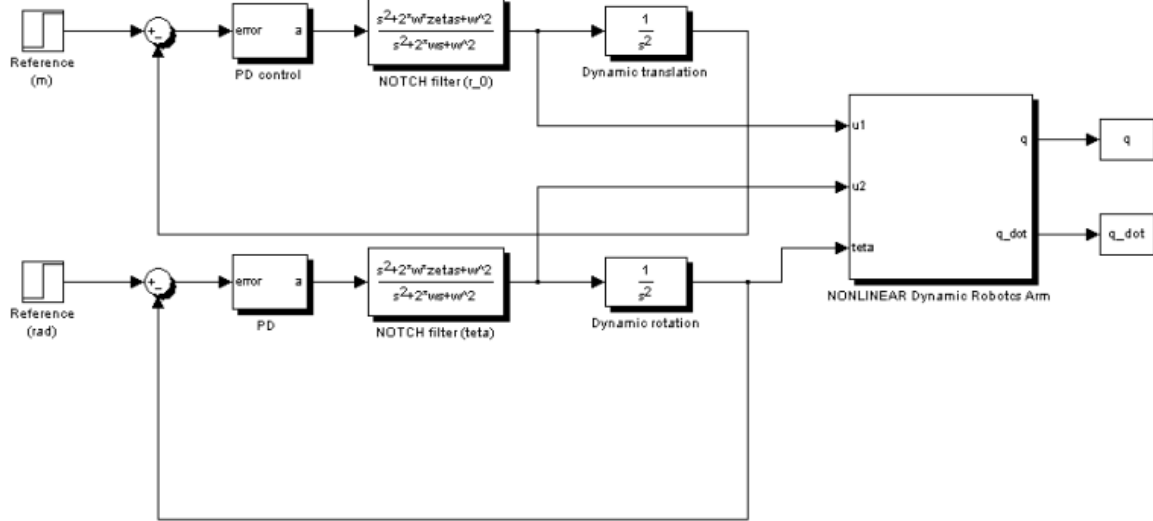 Reference
(m)
+
-
error
a
PD control
s^2+2*w*zetas+w^2
s^2+2*ws+w^2
NOTCH filter (r_0)
1
s^2
Dynamic translation
u1
u2
teta
q
q_dot
NONLINEAR Dynamic Robotcs Arm
q
q_dot
Reference
(rad)
+
-
error
a
PD
s^2+2*w*zetas+w^2
s^2+2*ws+w^2
NOTCH filter (teta)
1
s^2
Dynamic rotation